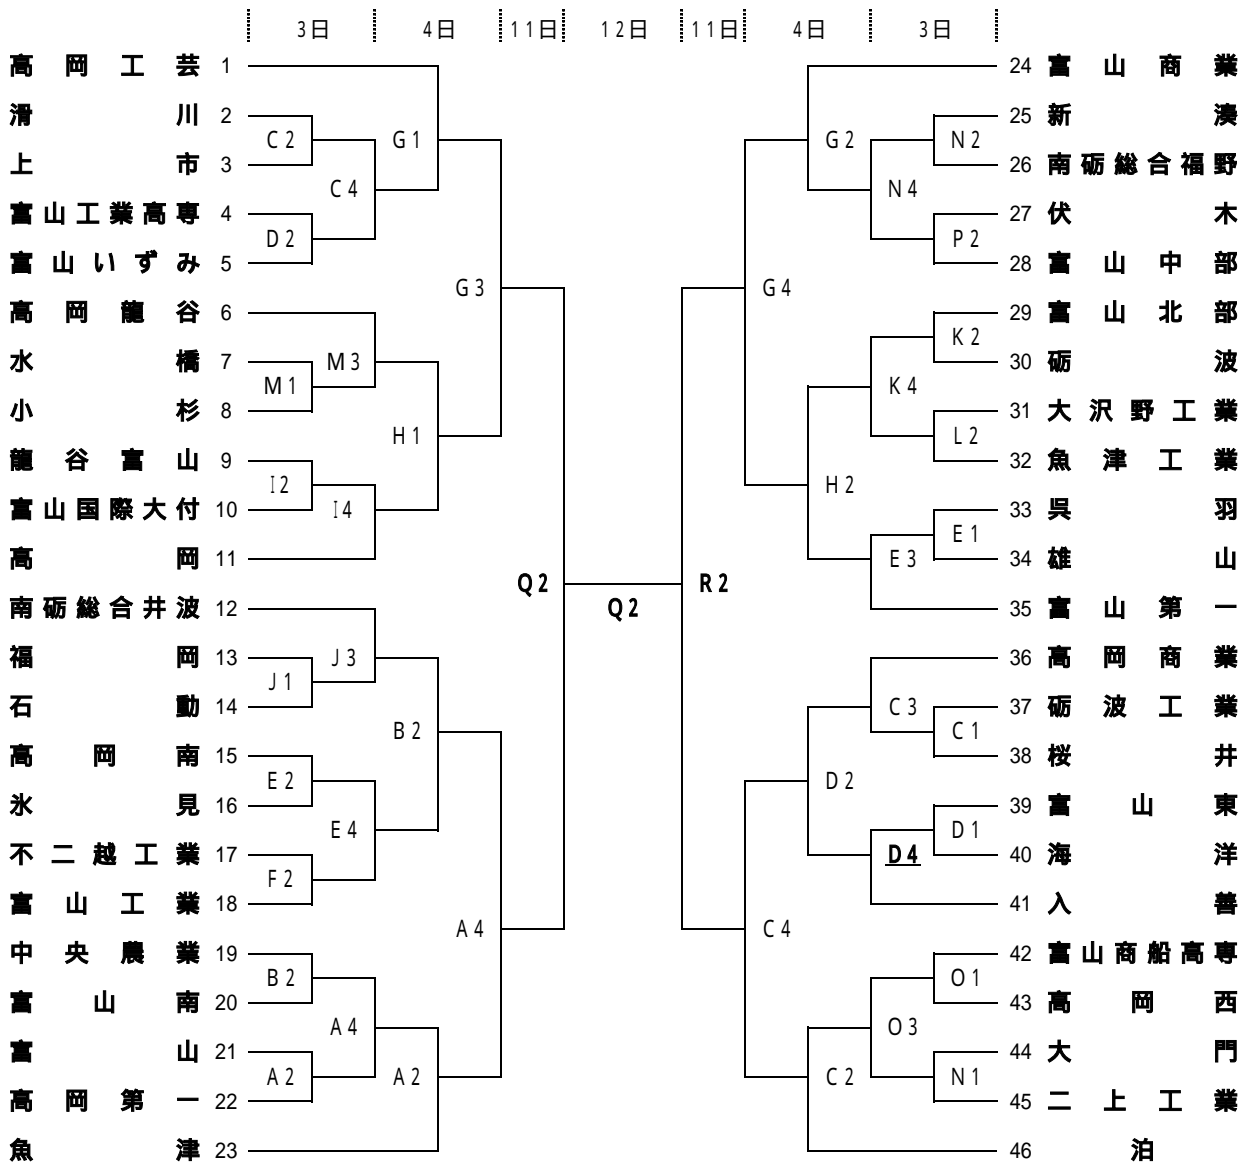 3日 4日 11日 12日 11日 4日 3日
高岡工芸 1
滑川 2
C2
上市 3
G1
C4
富山工業高専 4
D2
富山いずみ 5
G3
高岡龍谷 6
水橋 7
M3
M1
小杉 8
H1
龍谷富山 9
I2
富山国際大付 10
I4
高岡 11
Q2
南砺総合井波 12
福岡 13
J3
J1
石動 14
B2
高岡南 15
E2
氷見 16
E4
不二越工業 17
F2
富山工業 18
A4
中央農業 19
B2
富山南 20
A4
富山 21
A2
A2
高岡第一 22
魚津 23
Q2
24 富山商業
25 新湊
G2
N2
26 南砺総合福野
N4
27 伏木
P2
28 富山中部
G4
29 富山北部
K2
30 砺波
K4
31 大沢野工業
L2
32 魚津工業
H2
33 呉羽
E1
34 雄山
E3
35 富山第一
R2
36 高岡商業
37 砺波工業
C3
C1
38 桜井
D2
39 富山東
D1
40 海洋
D4
41 入善
C4
42 富山商船高専
O1
43 高岡西
O3
44 大門
N1
C2
45 二上工業
46 泊